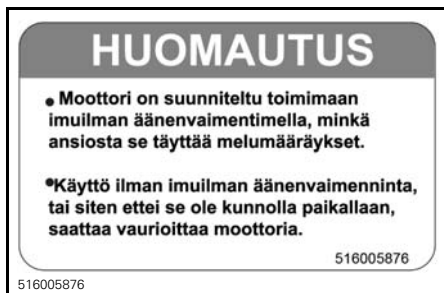 HUOMAUTUS
• Moottori on suunniteltu toimimaan
imuilman äänenvaimentimella, minkä
ansiosta se täyttää melumääräykset.
•Käyttö ilman imuilman äänenvaimenninta,
tai siten ettei se ole kunnolla paikallaan,
saattaa vaurioittaa moottoria.
516005876
516005876